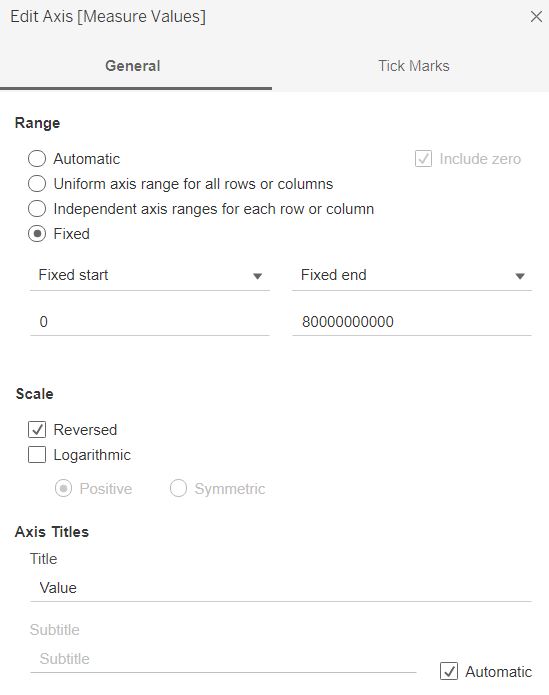 Edit Axis [Measure Values]
General Tick Marks
Range
Automatic Include zero
Uniform axis range for all rows or columns
Independent axis ranges for each row or column
Fixed
Fixed start Fixed end
0 80000000000
Scale
Reversed
Logarithmic
Positive Symmetric
Axis Titles
Title
Value
Subtitle
Subtitle Automatic